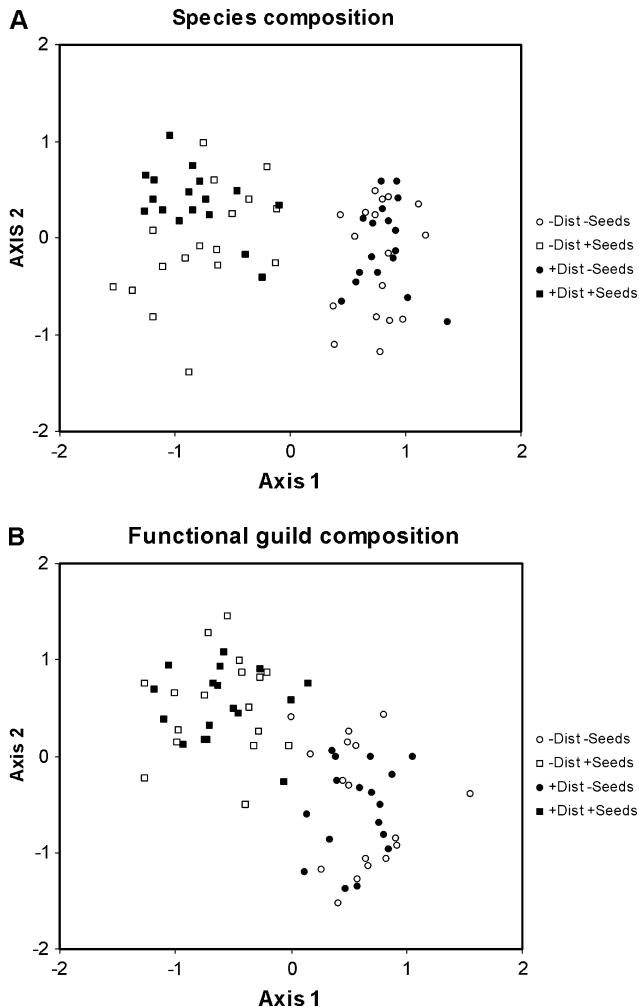 A
Species composition
2
1
0
-1
-2
AXIS 2
-2
-1
0
1
2
Axis 1
-Dist -Seeds
-Dist +Seeds
+Dist -Seeds
+Dist +Seeds
B
Functional guild composition
2
1
0
-1
-2
Axis 2
-2
-1
0
1
2
Axis 1
-Dist -Seeds
-Dist +Seeds
+Dist -Seeds
+Dist +Seeds